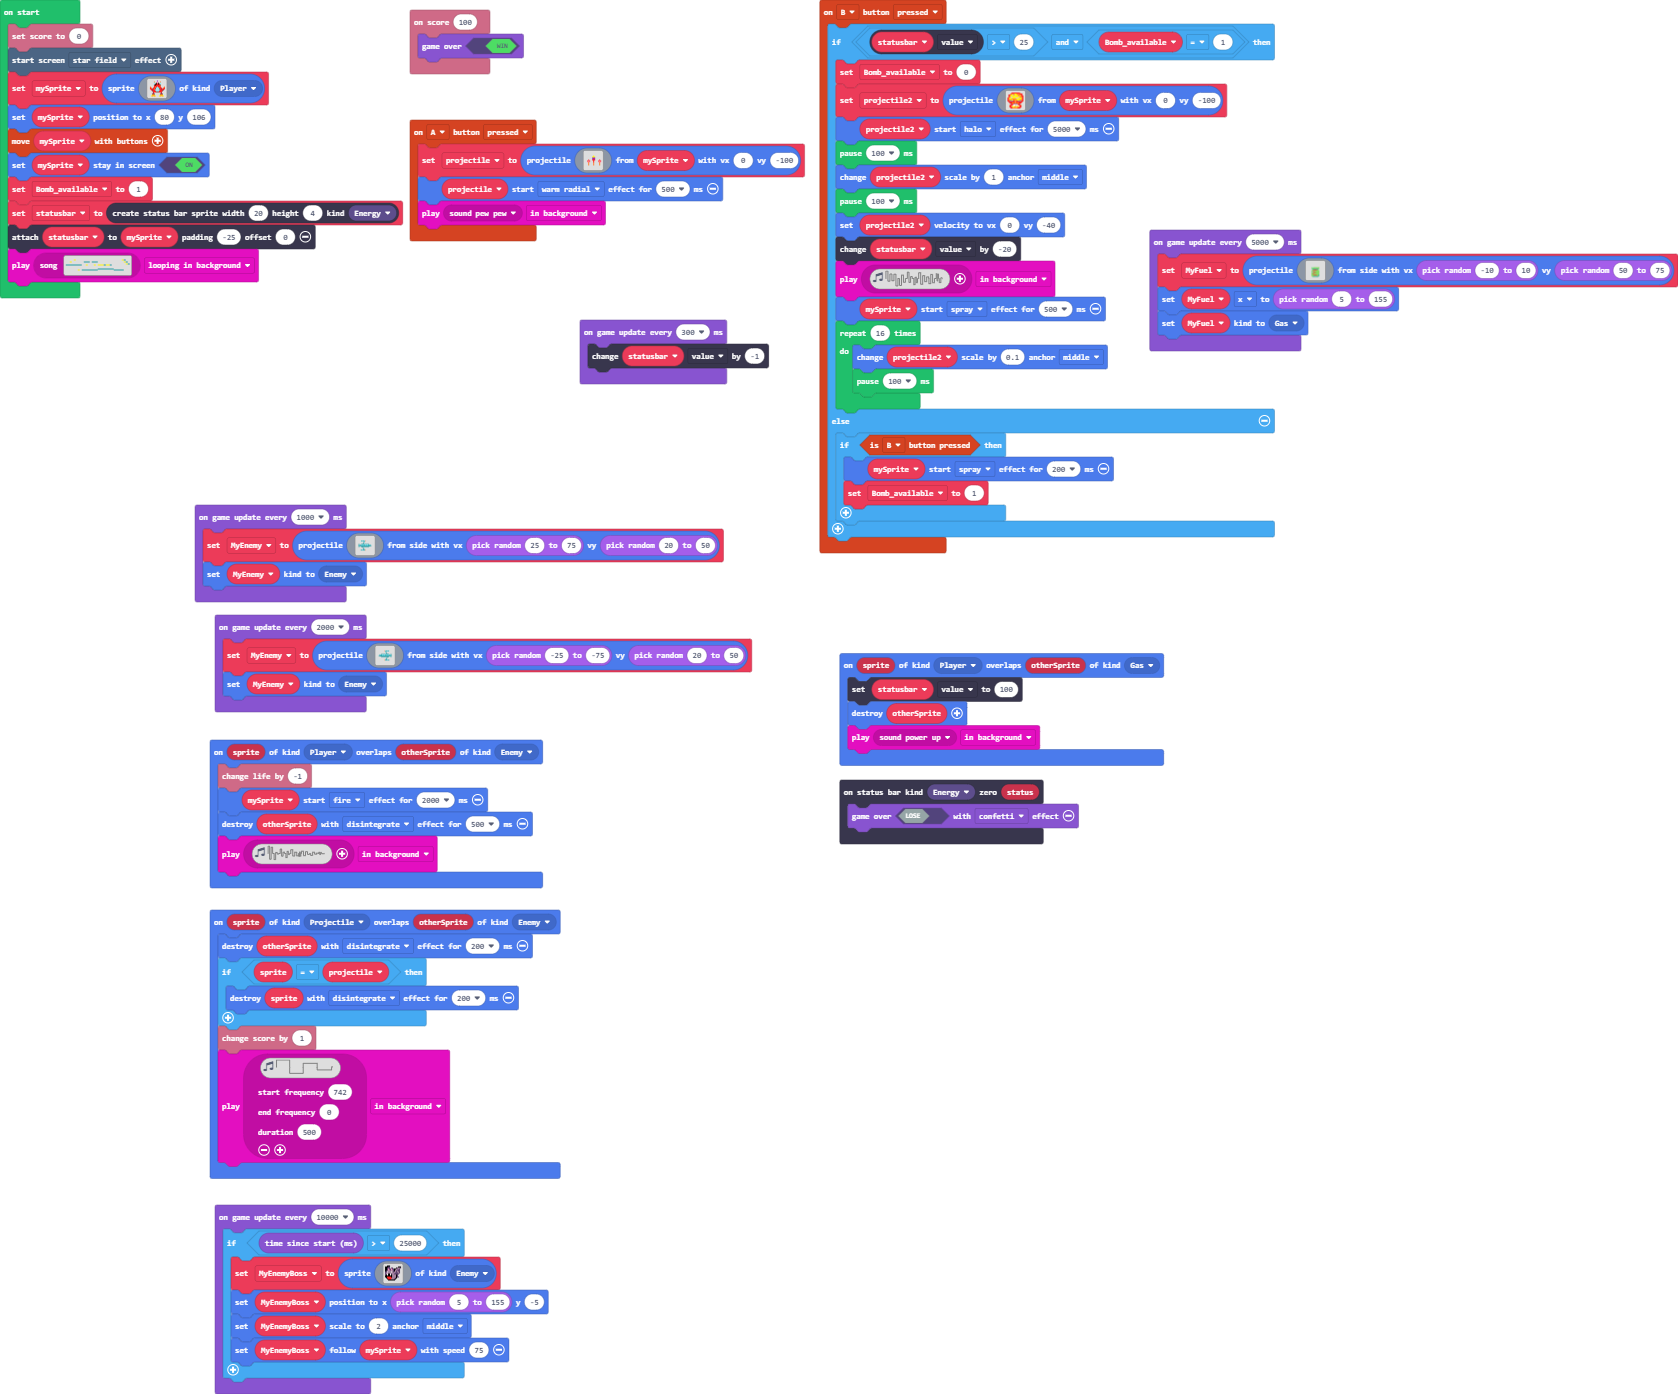 on start
set score to 0
start screen star field effect
set mySprite to sprite of kind Player
set mySprite position to x 80 y 106
move mySprite with buttons
set mySprite stay in screen ON
set Bomb_available to 1
set statusbar to create status bar sprite width 20 height 4 kind Energy
attach statusbar to mySprite padding -25 offset 0
play song looping in background
on score 100
game over WIN
on A button pressed
set projectile to projectile from mySprite with vx 0 vy -100
projectile start warm radial effect for 500 ms
play sound pew pew in background
on game update every 300 ms
change statusbar value by -1
on B button pressed
if statusbar value > 25 and Bomb_available = 1 then
set Bomb_available to 0
set projectile2 to projectile from mySprite with vx 0 vy -100
projectile2 start halo effect for 5000 ms
pause 100 ms
change projectile2 scale by 1 anchor middle
pause 100 ms
set projectile2 velocity to vx 0 vy -40
change statusbar value by -20
play in background
mySprite start spray effect for 500 ms
repeat 16 times
do change projectile2 scale by 0.1 anchor middle
pause 100 ms
else
if is B button pressed then
mySprite start spray effect for 200 ms
set Bomb_available to 1
on game update every 5000 ms
set MyFuel to projectile from side with vx pick random -10 to 10 vy pick random 50 to 75
set MyFuel x to pick random 5 to 155
set MyFuel kind to Gas
on game update every 1000 ms
set MyEnemy to projectile from side with vx pick random 25 to 75 vy pick random 20 to 50
set MyEnemy kind to Enemy
on game update every 2000 ms
set MyEnemy to projectile from side with vx pick random -25 to -75 vy pick random 20 to 50
set MyEnemy kind to Enemy
on sprite of kind Player overlaps otherSprite of kind Enemy
change life by -1
mySprite start fire effect for 2000 ms
destroy otherSprite with disintegrate effect for 500 ms
play in background
on sprite of kind Projectile overlaps otherSprite of kind Enemy
destroy otherSprite with disintegrate effect for 200 ms
if sprite = projectile then
destroy sprite with disintegrate effect for 200 ms
change score by 1
start frequency 742
end frequency 0
play in background
duration 500
on game update every 10000 ms
if time since start (ms) > 25000 then
set MyEnemyBoss to sprite of kind Enemy
set MyEnemyBoss position to x pick random 5 to 155 y -5
set MyEnemyBoss scale to 2 anchor middle
set MyEnemyBoss follow mySprite with speed 75
on sprite of kind Player overlaps otherSprite of kind Gas
set statusbar value to 100
destroy otherSprite
play sound power up in background
on status bar kind Energy zero status
game over LOSE with confetti effect